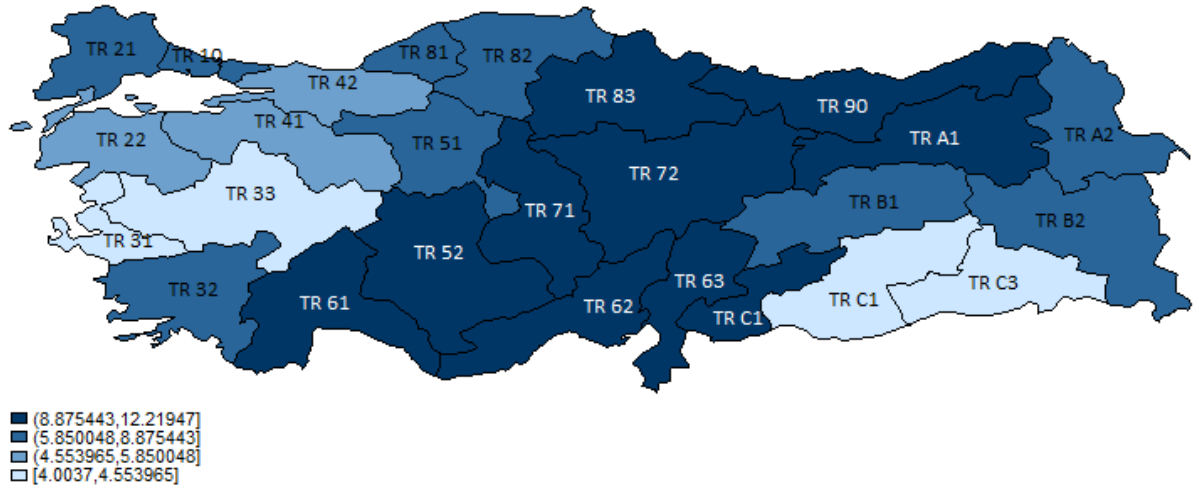 TR 21
TR 10
TR 81
TR 82
TR 42
TR 83
TR 90
TR 41
TR 22
TR 51
TR A1
TR A2
TR 72
TR 33
TR 71
TR B1
TR B2
TR 31
TR 52
TR 32
TR 61
TR 62
TR 63
TR C1
TR C1
TR C3
(8.875443,12.21947]
(5.850048,8.875443]
(4.553965,5.850048]
[4.0037,4.553965]